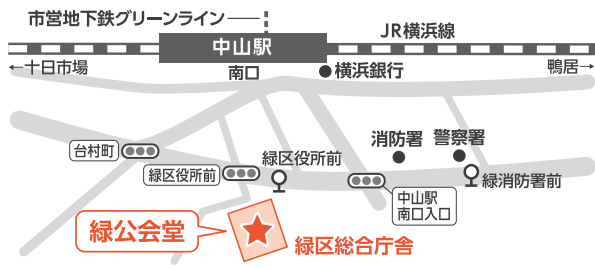 市営地下鉄グリーンライン
JR横浜線
中山駅
←十日市場
南口
横浜銀行
鴨居→
台村町
緑区役所前
緑区役所前
消防署
警察署
緑消防署前
中山駅
南口入口
緑公会堂
緑区総合庁舎